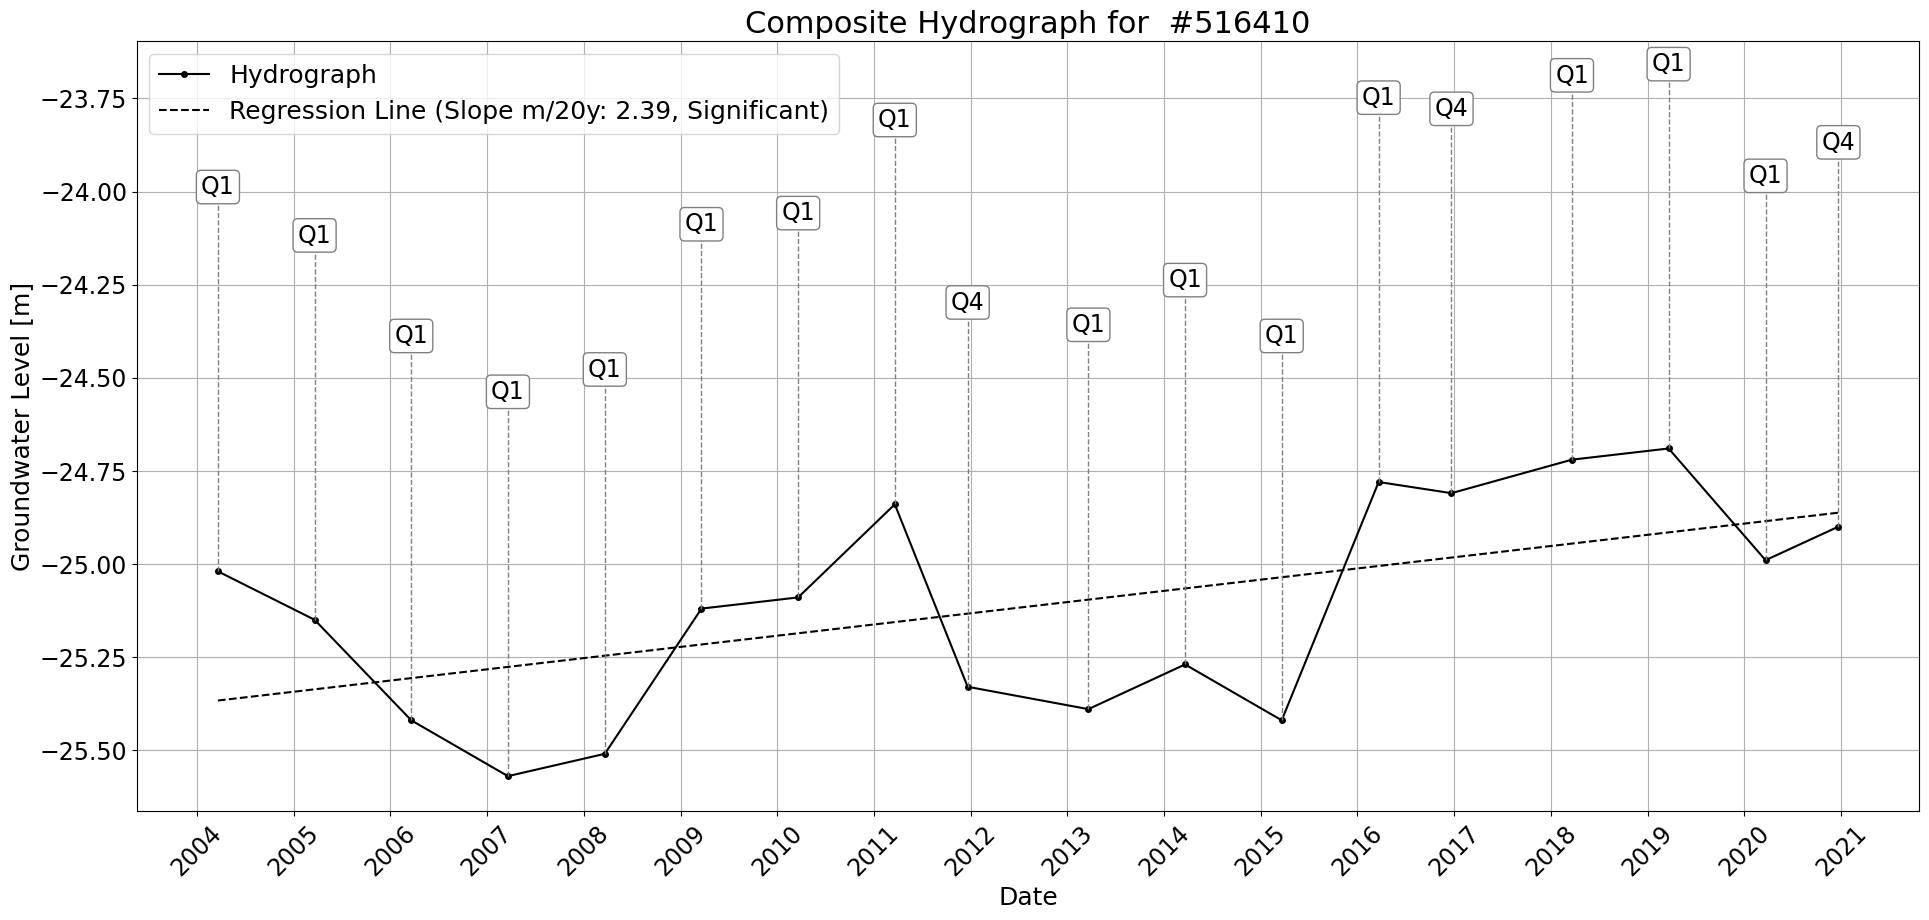 Composite Hydrograph for  #516410
Hydrograph
Regression Line (Slope m/20y: 2.39, Significant)
Groundwater Level [m]
−23.75
−24.00
−24.25
−24.50
−24.75
−25.00
−25.25
−25.50
Q1
Q1
Q1
Q1
Q1
Q1
Q1
Q1
Q4
Q1
Q1
Q1
Q1
Q4
Q1
Q1
Q1
Q4
2004
2005
2006
2007
2008
2009
2010
2011
2012
2013
2014
2015
2016
2017
2018
2019
2020
2021
Date